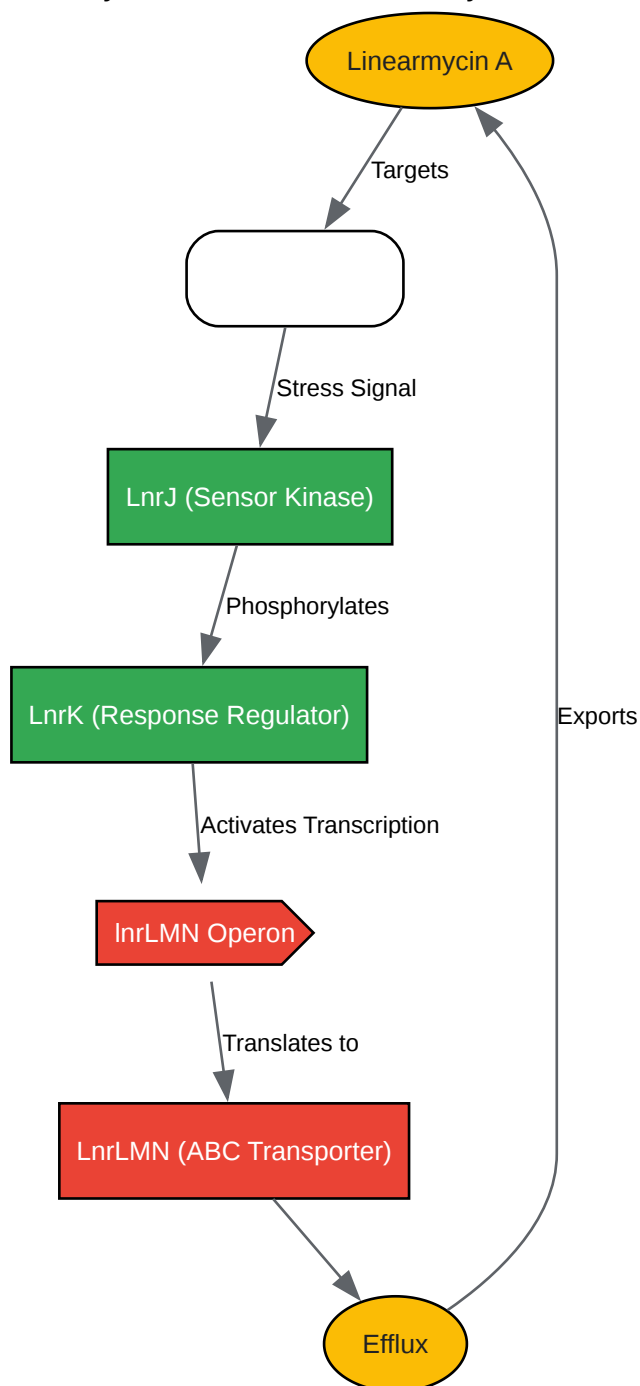 Linearmycin A
Targets
Stress Signal
LnrJ (Sensor Kinase)
Phosphorylates
LnrK (Response Regulator)
Exports
Activates Transcription
lnrLMN Operon
Translates to
LnrLMN (ABC Transporter)
Efflux